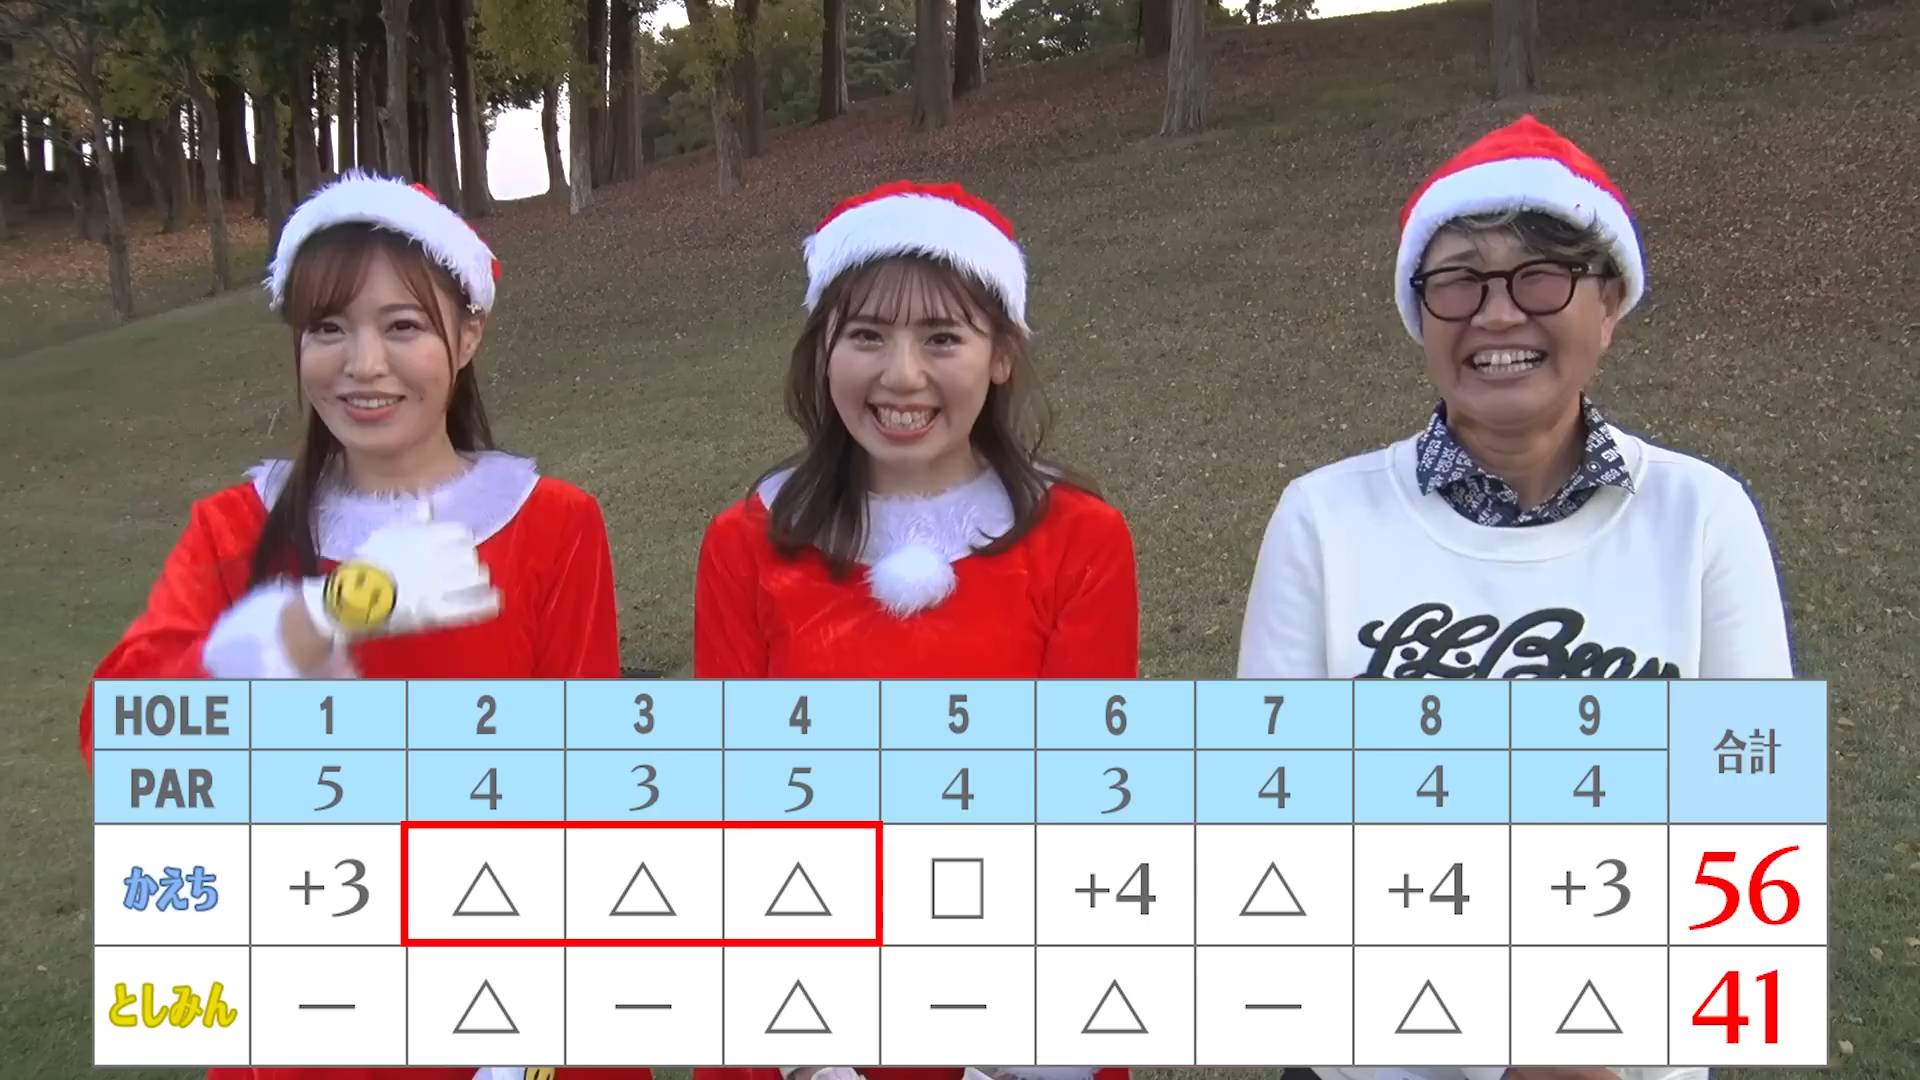 L.L.Bean
HOLE 1 2 3 4 5 6 7 8 9 合計
PAR 5 4 3 5 4 3 4 4 4
かえち +3 △ △ △ □ +4 △ +4 +3 56
としみん − △ − △ − △ − △ △ 41